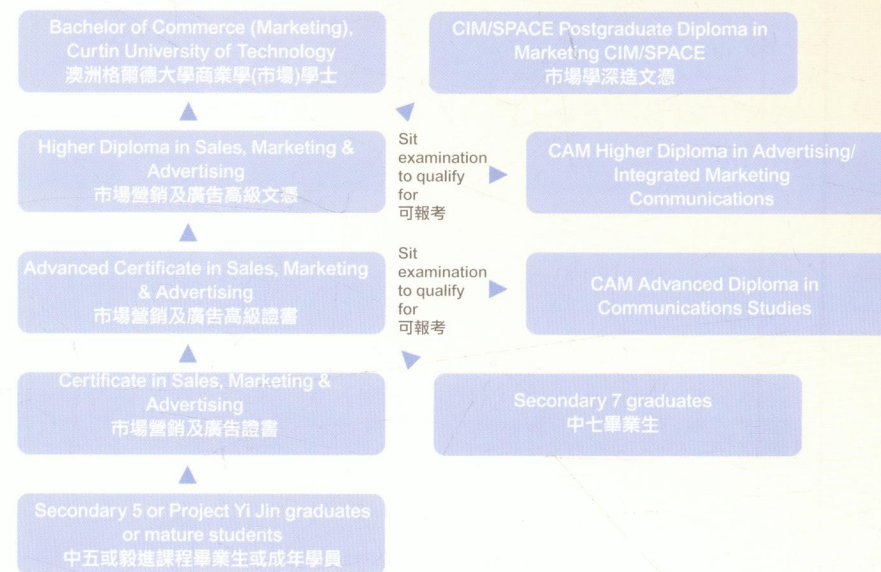 Bachelor of Commerce (Marketing),
Curtin University of Technology
澳洲格爾德大學商業學(市場)學士
CIM/SPACE Postgraduate Diploma in
Marketing CIM/SPACE
市場學深進文憑
Higher Diploma in Sales, Marketing &
Advertising
市場營銷及廣告高級文憑
Sit
examination
to qualify
for
可報考
CAM Higher Diploma in Advertising/
Integrated Marketing
Communications
Advanced Certificate in Sales, Marketing
& Advertising
市場營銷及廣告高級證書
Sit
examination
to qualify
for
可報考
CAM Advanced Diploma in
Communications Studies
Certificate in Sales, Marketing &
Advertising
市場營銷及廣告證書
Secondary 7 graduates
中七畢業生
Secondary 5 or Project Yi Jin graduates
or mature students
中五或毅進課程畢業生或成年學員